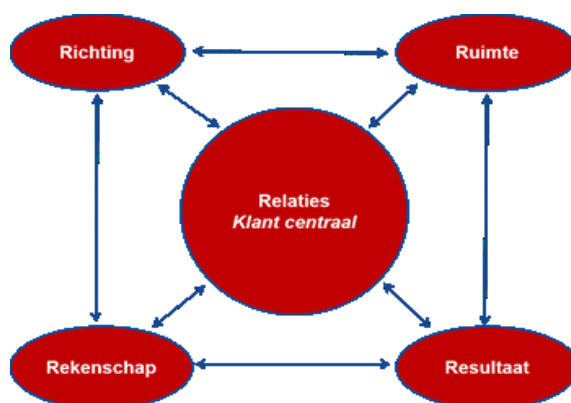 Richting
Ruimte
Relaties
Klant centraal
Rekenschap
Resultaat